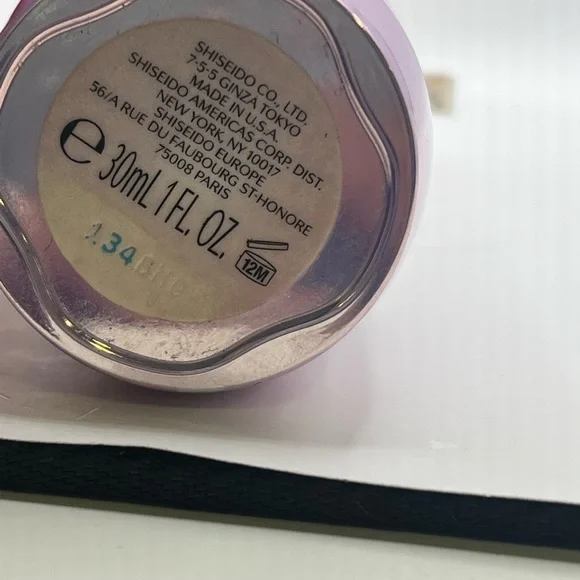 SHISEIDO CO., LTD.
7-5-5 GINZA TOKYO
MADE IN U.S.A.
SHISEIDO AMERICAS CORP. DIST.
NEW YORK, NY 10017
SHISEIDO EUROPE
56/A RUE DU FAUBOURG ST-HONORE
75008 PARIS
e 30mL 1 FL. OZ.
12M